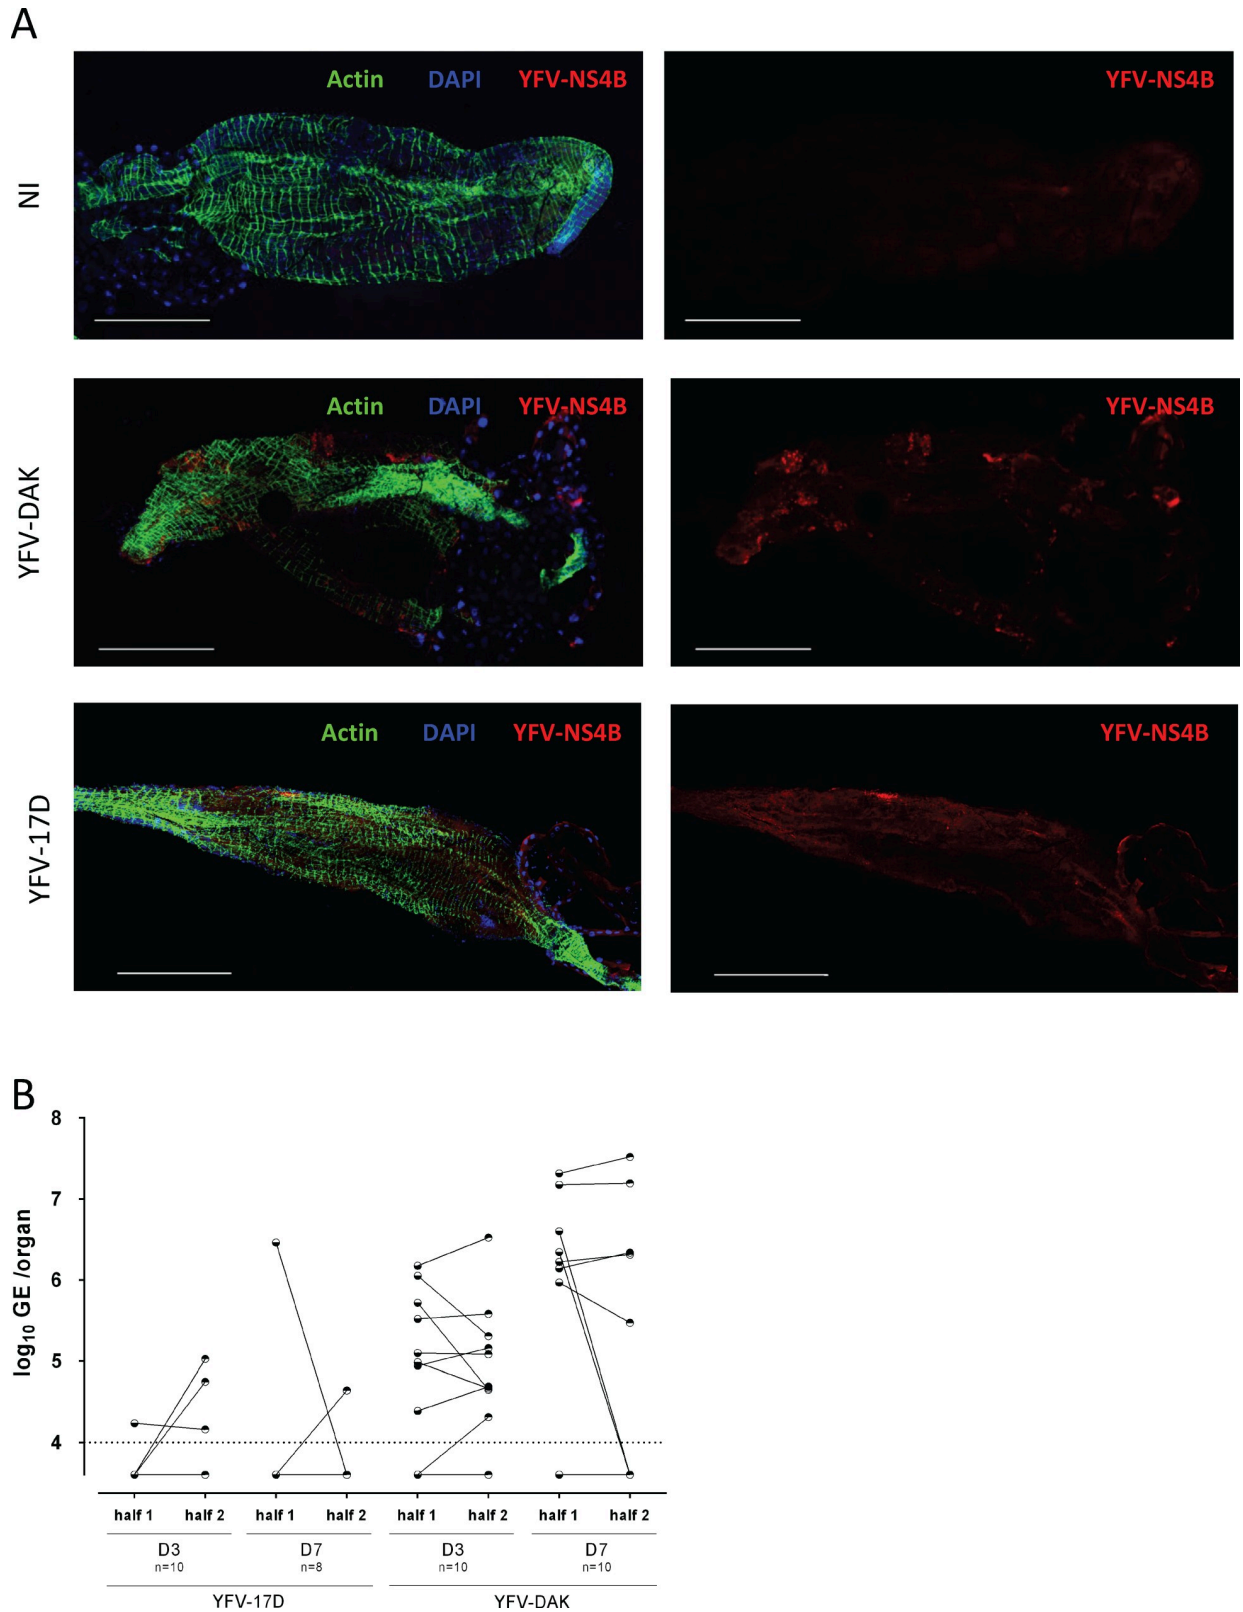 A
NI
Actin DAPI YFV-NS4B
YFV-NS4B
YFV-DAK
Actin DAPI YFV-NS4B
YFV-NS4B
YFV-17D
Actin DAPI YFV-NS4B
YFV-NS4B
B
log10 GE /organ
8
7
6
5
4
half 1 half 2 half 1 half 2 half 1 half 2 half 1 half 2
D3 D7 D3 D7
n=10 n=8 n=10 n=10
YFV-17D YFV-DAK